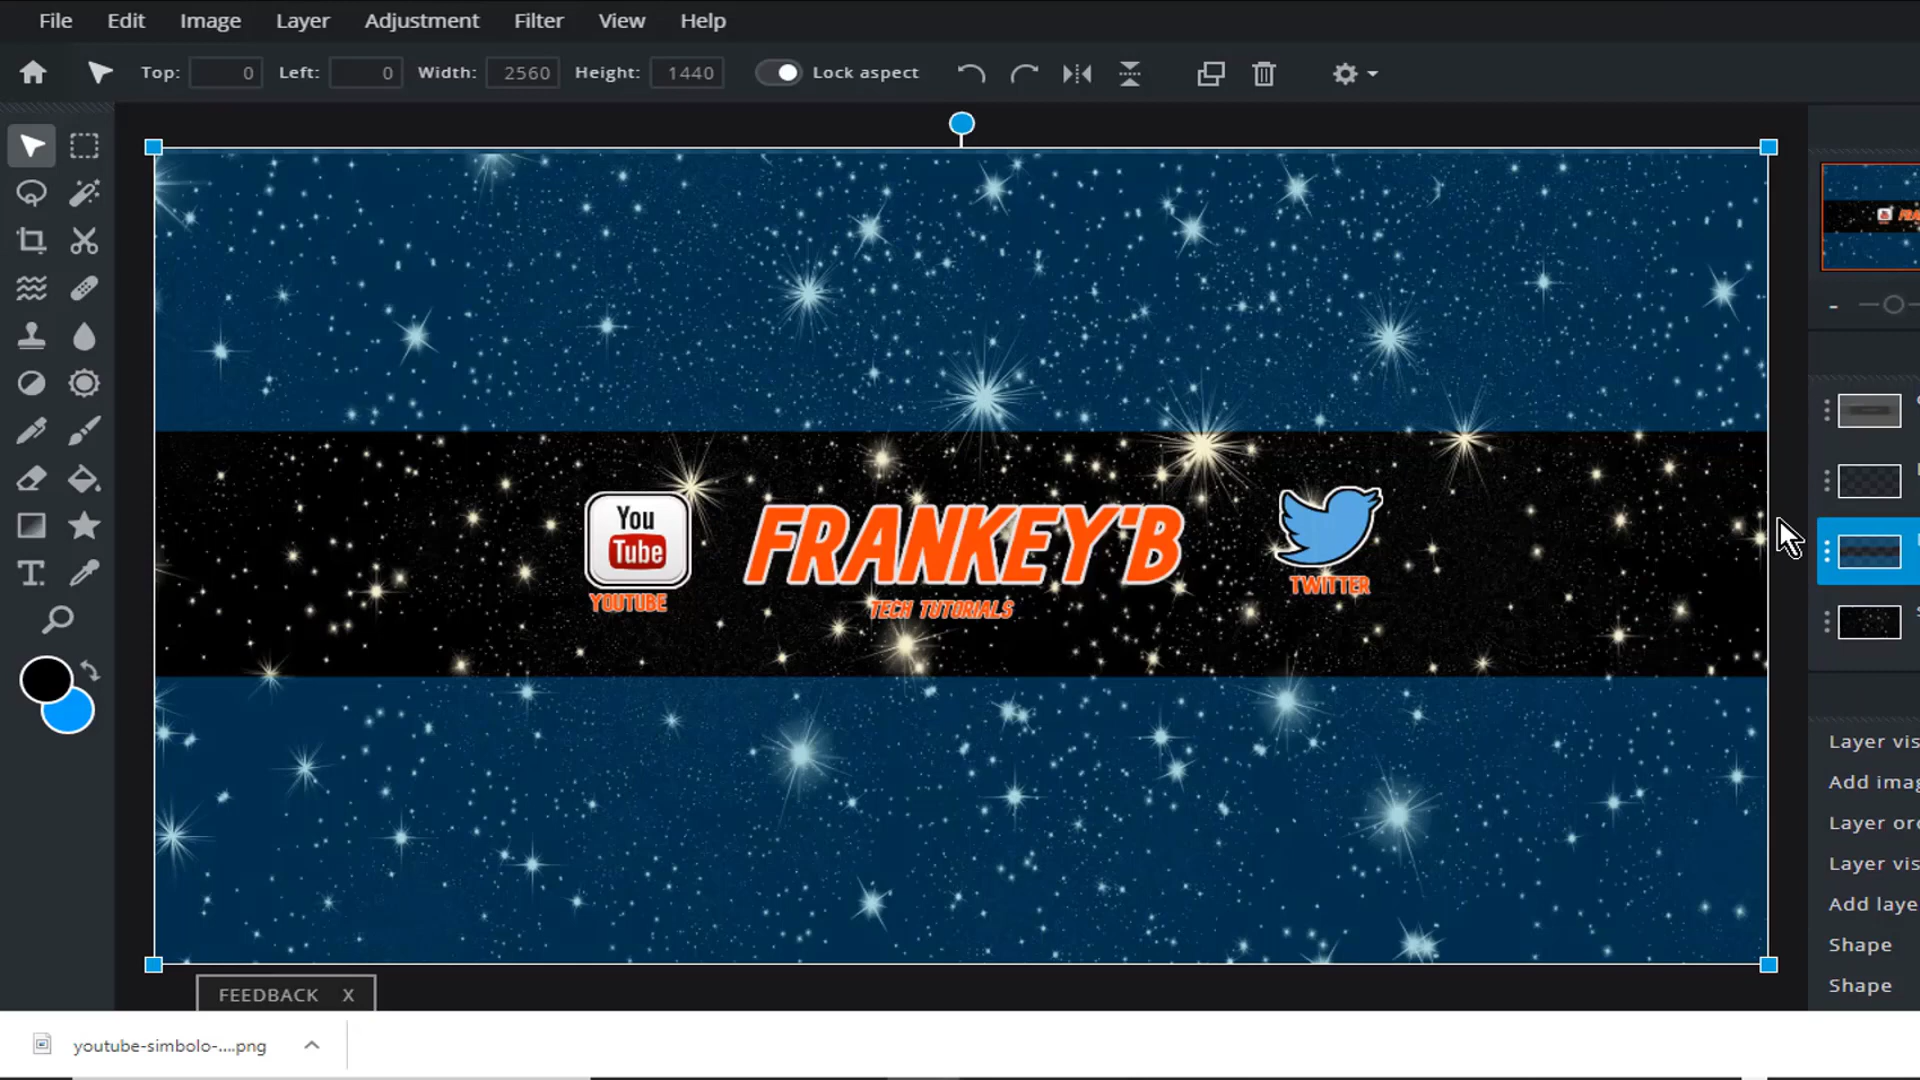 File Edit Image Layer Adjustment Filter View Help
Top: 0 Left: 0 Width: 2560 Height: 1440 Lock aspect
You
Tube
YOUTUBE
FRANKEY'B
TECH TUTORIALS
TWITTER
T
Layer vis
Add imag
Layer ord
Layer vis
Add laye
Shape
Shape
FEEDBACK X
youtube-simbolo-....png